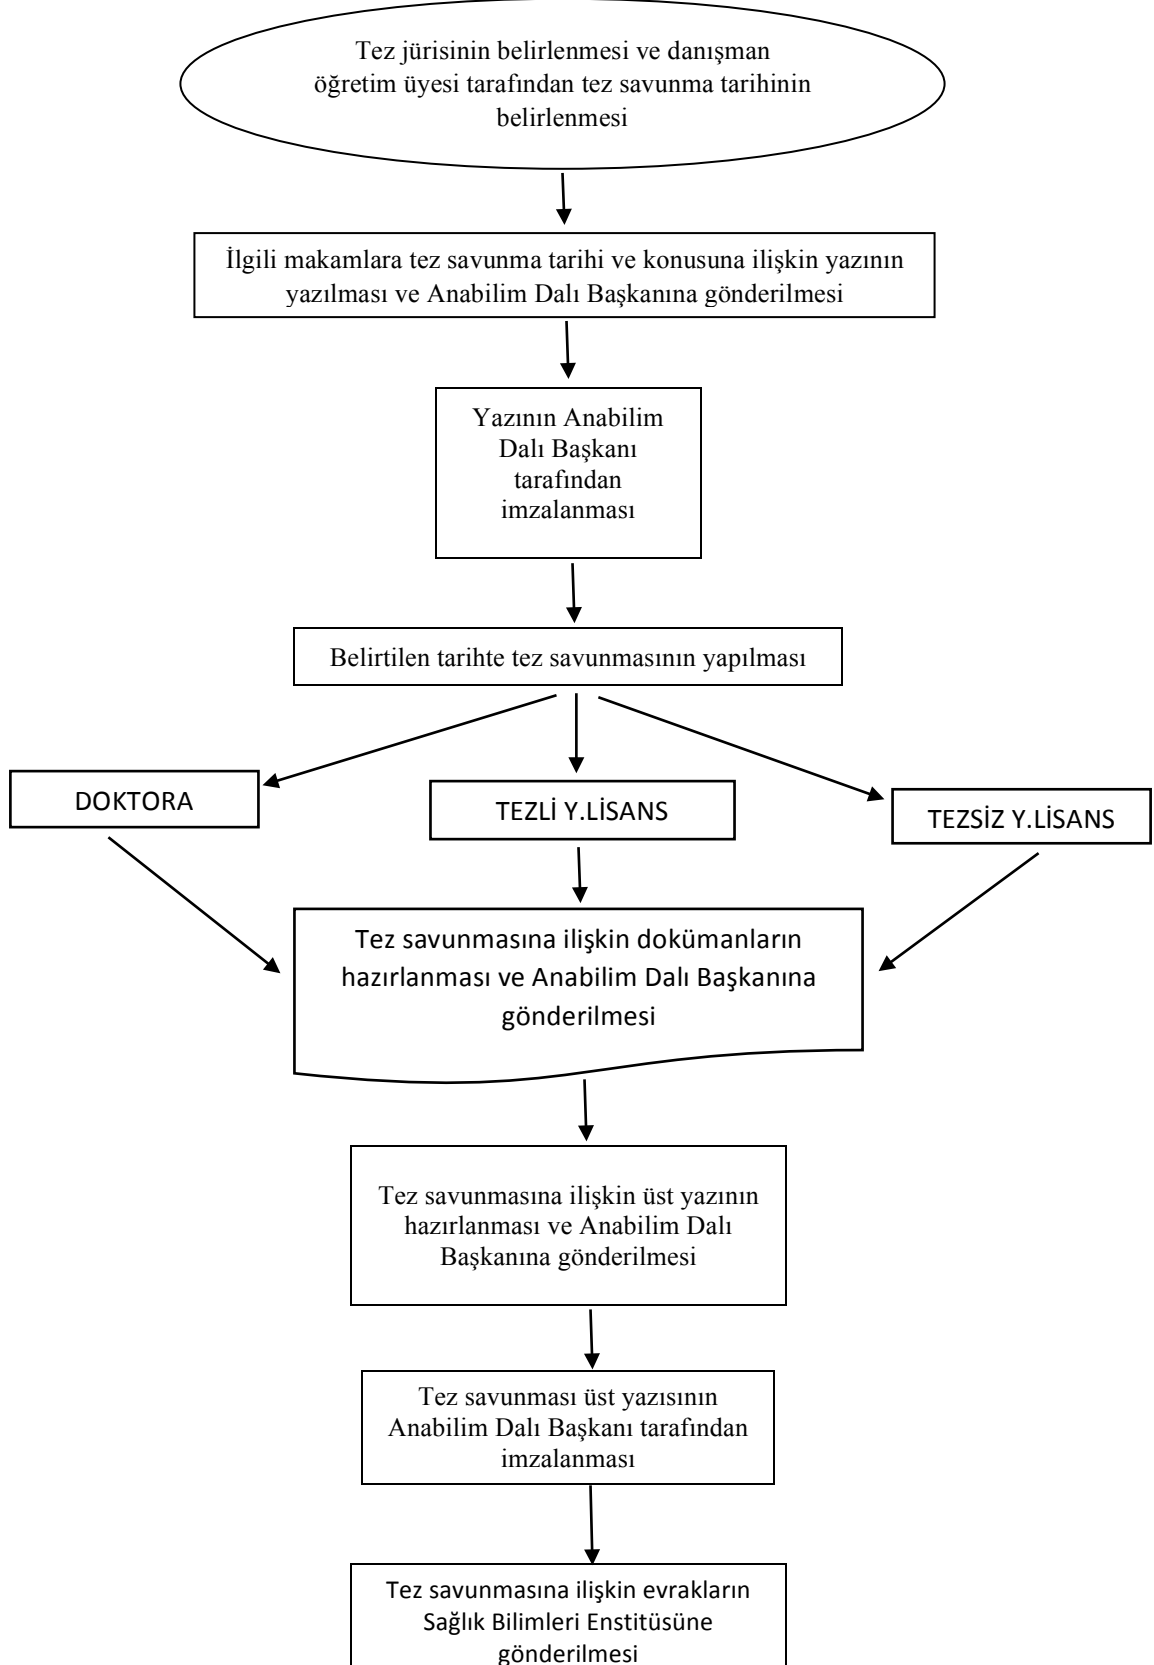 Tez jürisinin belirlenmesi ve danışman
öğretim üyesi tarafından tez savunma tarihinin
belirlenmesi
İlgili makamlara tez savunma tarihi ve konusuna ilişkin yazının
yazılması ve Anabilim Dalı Başkanına gönderilmesi
Yazının Anabilim
Dalı Başkanı
tarafından
imzalanması
Belirtilen tarihte tez savunmasının yapılması
DOKTORA
TEZLİ Y.LİSANS
TEZSİZ Y.LİSANS
Tez savunmasına ilişkin dokümanların
hazırlanması ve Anabilim Dalı Başkanına
gönderilmesi
Tez savunmasına ilişkin üst yazının
hazırlanması ve Anabilim Dalı
Başkanına gönderilmesi
Tez savunması üst yazısının
Anabilim Dalı Başkanı tarafından
imzalanması
Tez savunmasına ilişkin evrakların
Sağlık Bilimleri Enstitüsüne
gönderilmesi